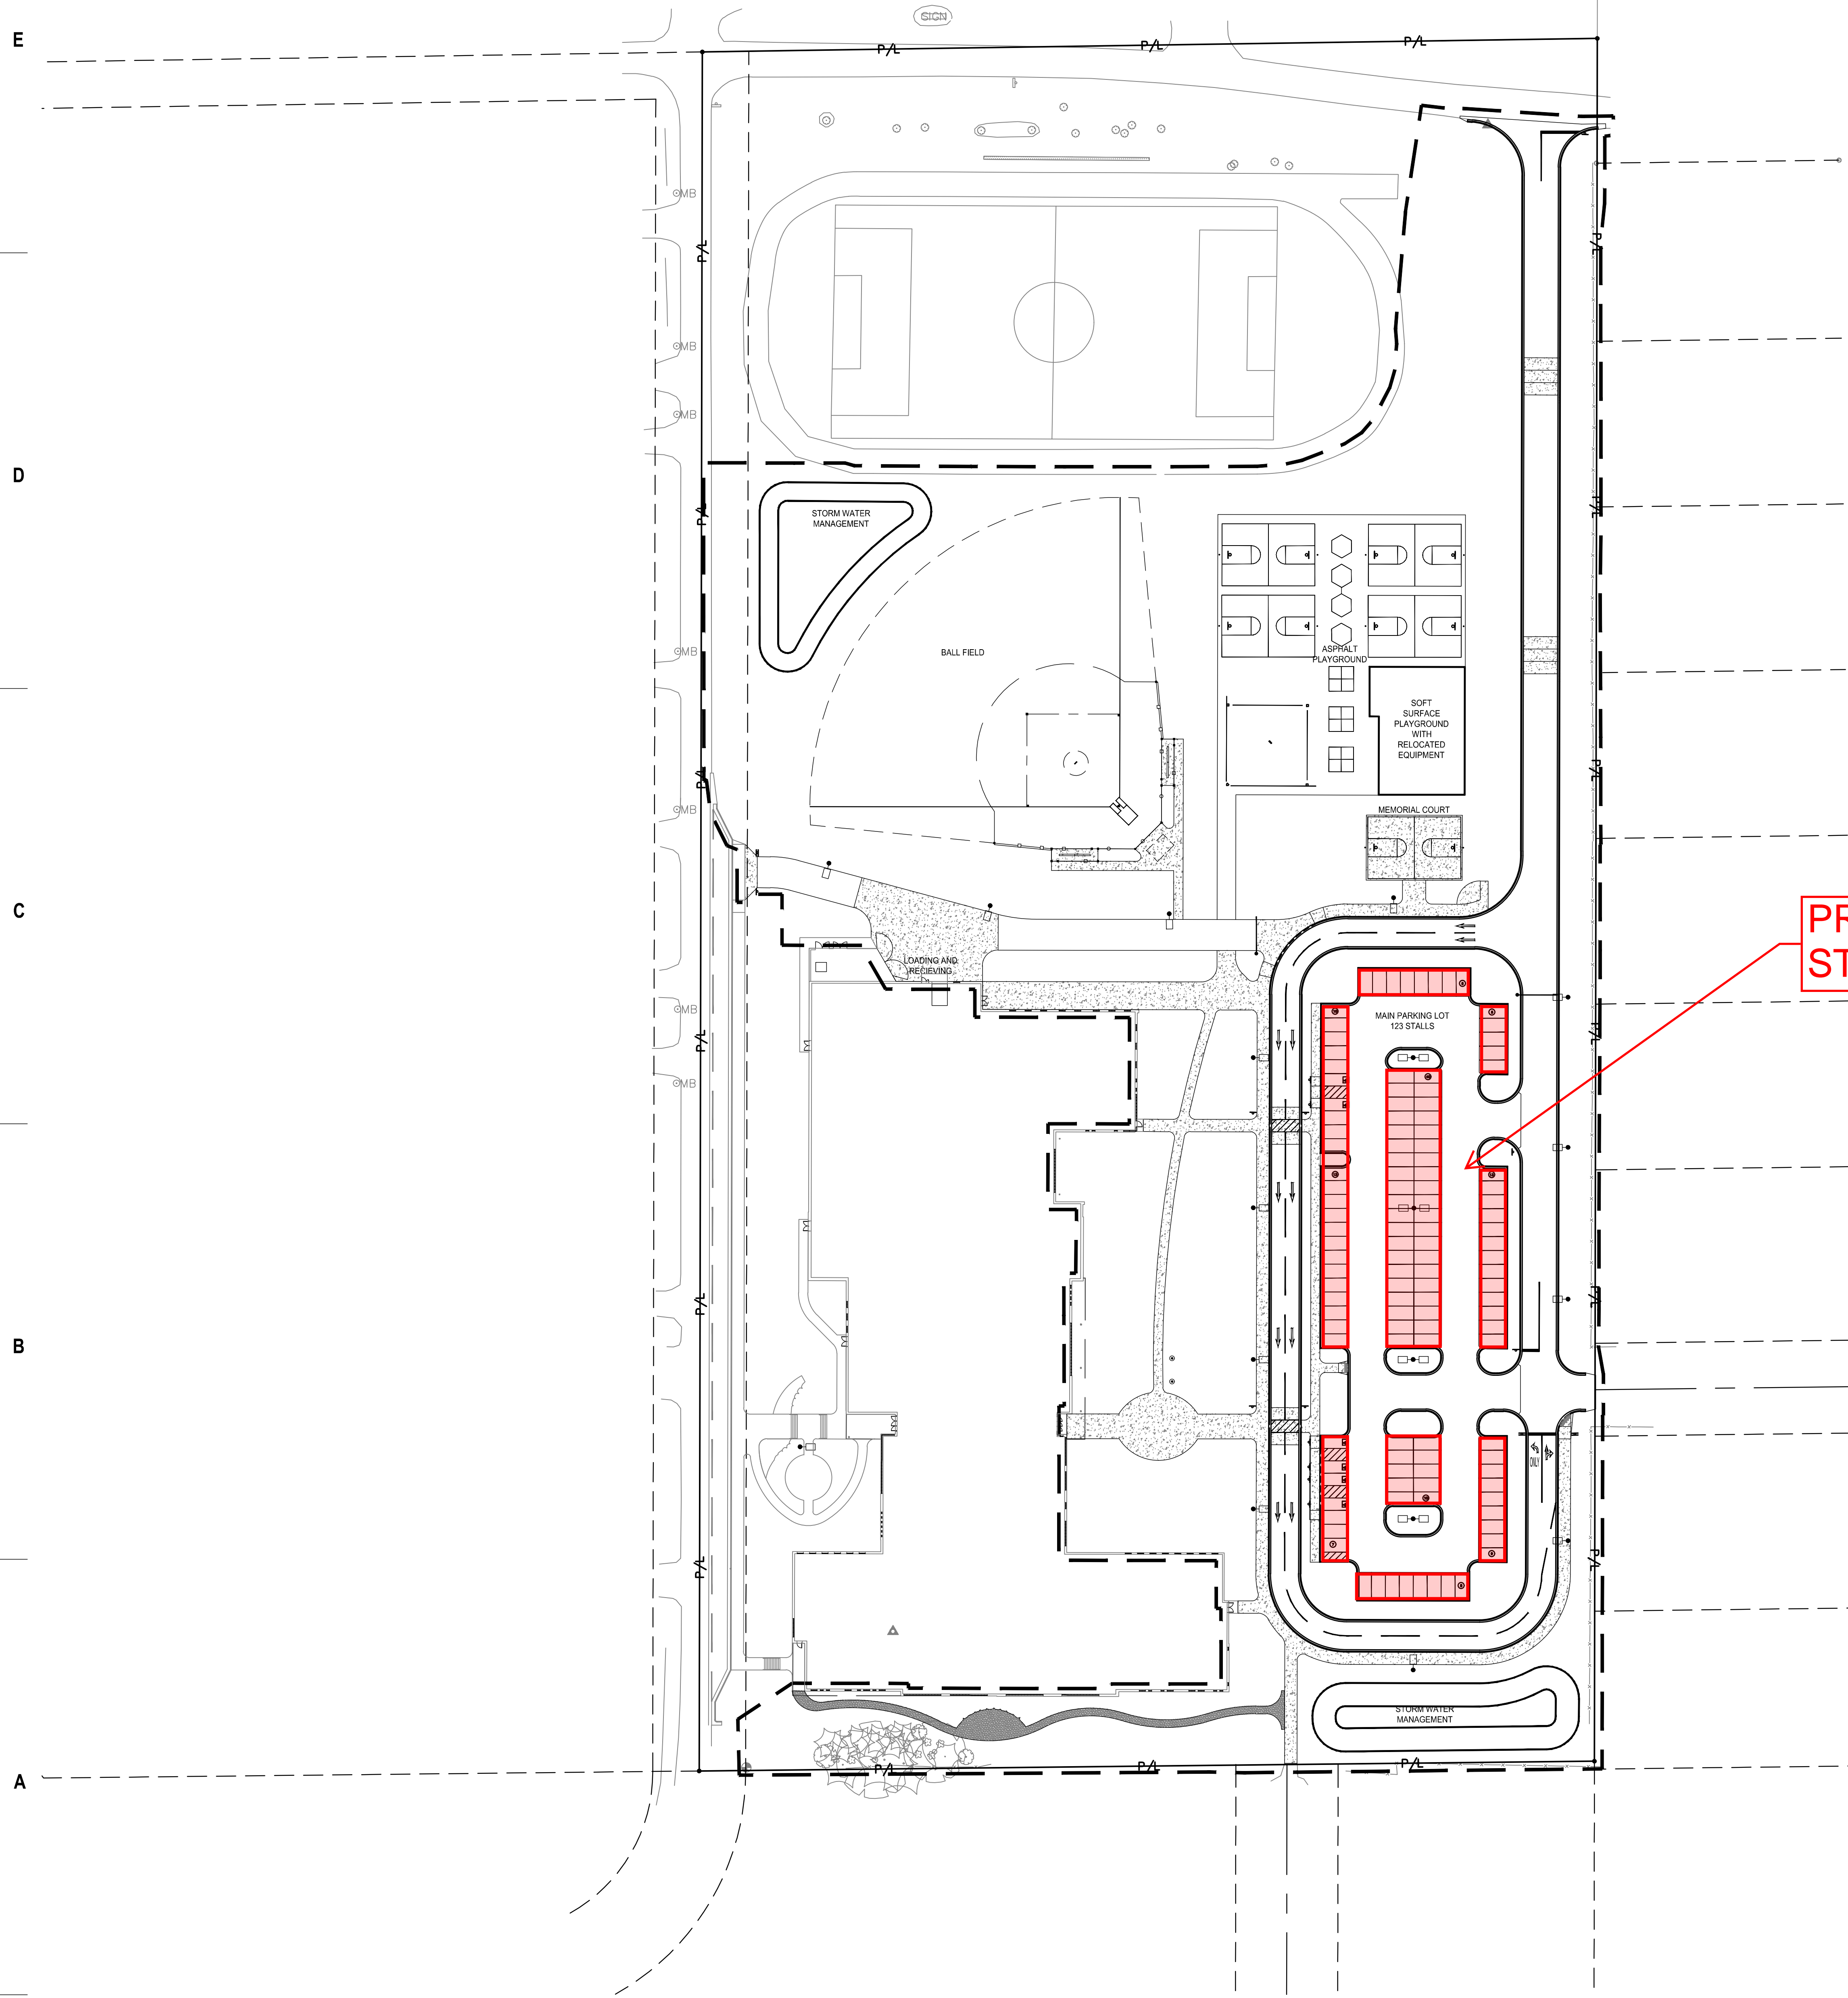 E
SIGN
P/L
P/L
P/L
MB
P/L
P/L
MB
MB
D
P/L
P/L
STORM WATER
MANAGEMENT
MB
BALL FIELD
ASPHALT
PLAYGROUND
SOFT
SURFACE
PLAYGROUND
WITH
RELOCATED
EQUIPMENT
P/L
P/L
MB
MEMORIAL COURT
C
PR
ST
LOADING AND
RECIEVING
MB
MAIN PARKING LOT
123 STALLS
P/L
P/L
MB
P/L
P/L
B
ONLY
P/L
P/L
STORM WATER
MANAGEMENT
P/L
P/L
P/L
A